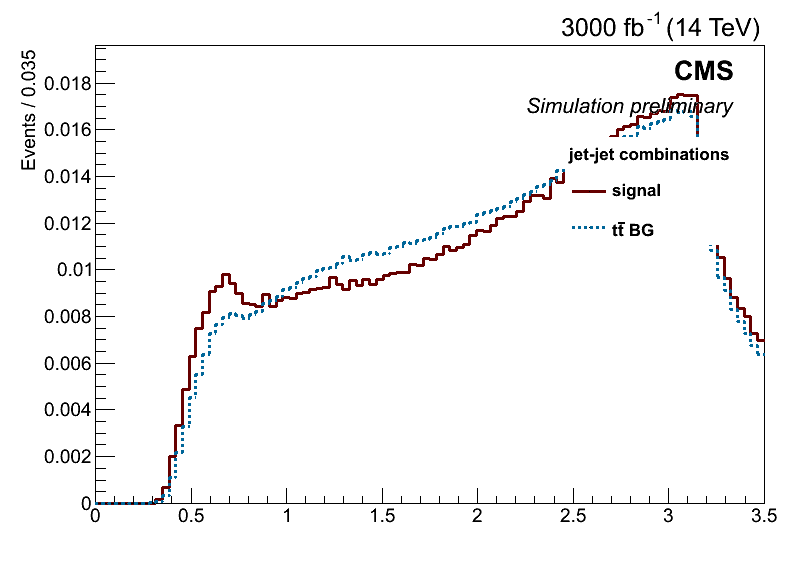 3000 fb⁻¹ (14 TeV)
Events / 0.035
CMS
Simulation preliminary
jet-jet combinations
signal
tt̄ BG
0.018
0.016
0.014
0.012
0.01
0.008
0.006
0.004
0.002
0
0 0.5 1 1.5 2 2.5 3 3.5